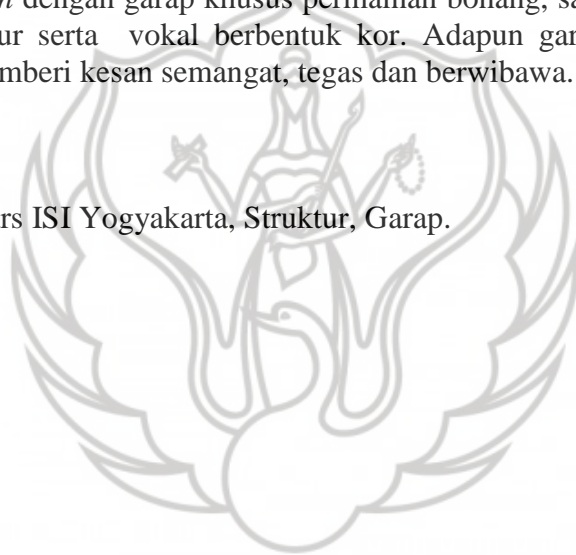 dengan garap khusus permainan bonang, sa
ur serta vokal berbentuk kor. Adapun gar
mberi kesan semangat, tegas dan berwibawa.
rs ISI Yogyakarta, Struktur, Garap.